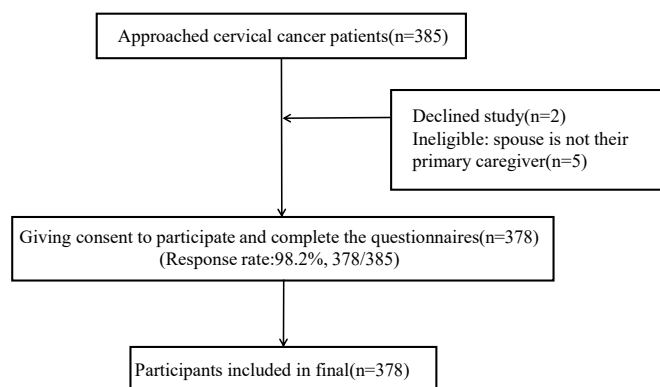 Approached cervical cancer patients(n=385)
Declined study(n=2)
Ineligible: spouse is not their
primary caregiver(n=5)
Giving consent to participate and complete the questionnaires(n=378)
(Response rate:98.2%, 378/385)
Participants included in final(n=378)